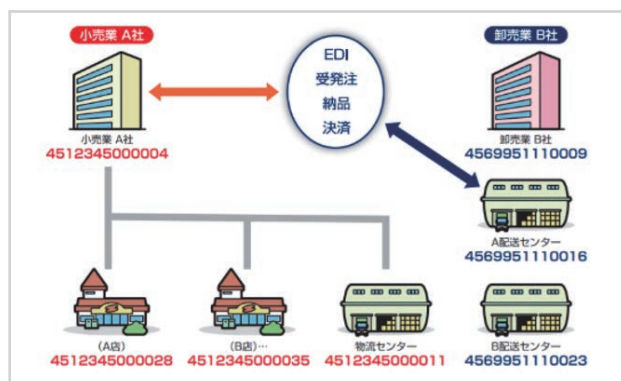 小売業 A社
卸売業 B社
EDI
受発注
納品
決済
小売業 A社
4512345000004
卸売業 B社
4569951110009
A配送センター
4569951110016
(A店)
4512345000028
(B店)…
4512345000035
物流センター
4512345000011
B配送センター
4569951110023